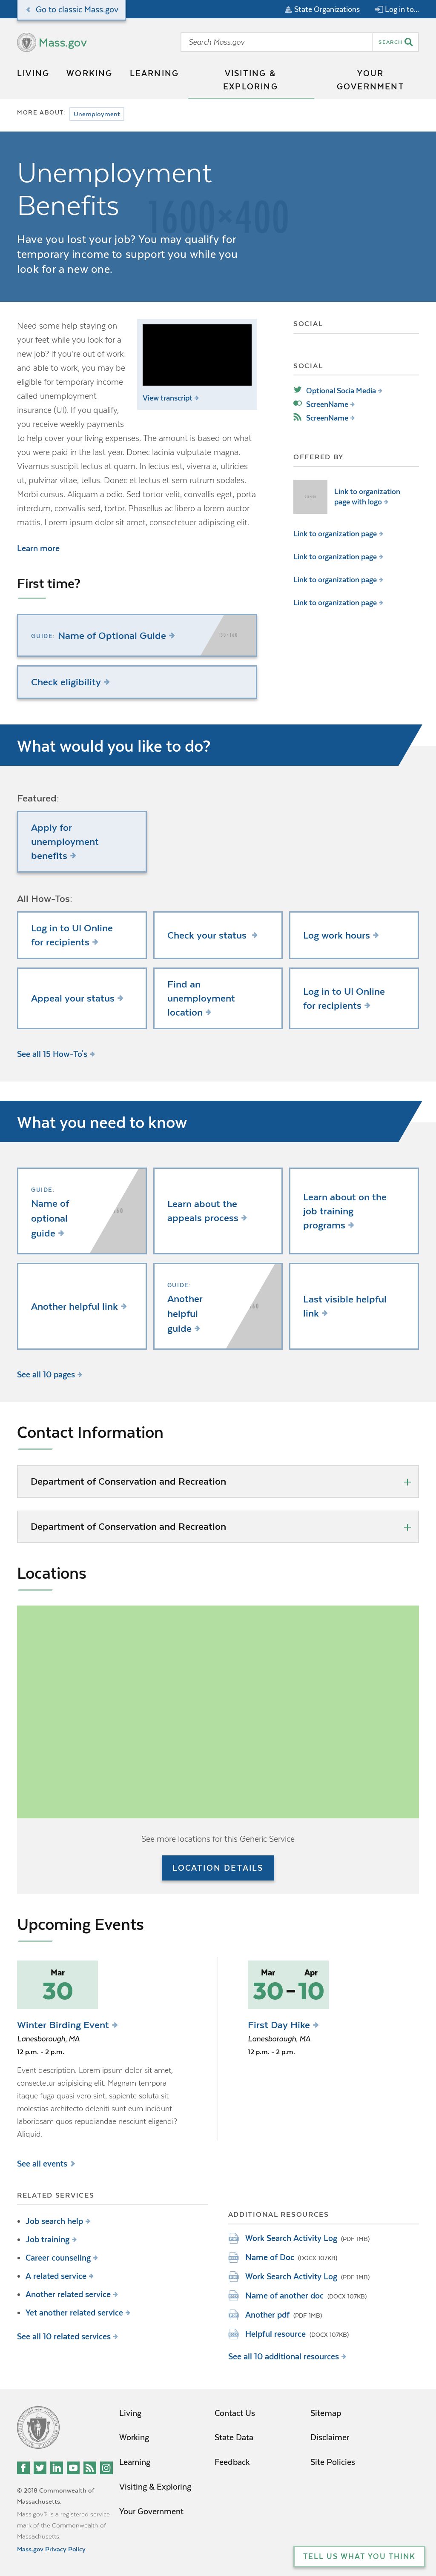 Go to classic Mass.gov
State Organizations
Log in to...
Mass.gov
Search Mass.gov
SEARCH
LIVING
WORKING
LEARNING
VISITING &
EXPLORING
YOUR
GOVERNMENT
MORE ABOUT:
Unemployment
Unemployment
Benefits
1600×400
Have you lost your job? You may qualify for
temporary income to support you while you
look for a new one.
Need some help staying on
your feet while you look for a
new job? If you're out of work
and able to work, you may be
eligible for temporary income
called unemployment
insurance (UI). If you qualify,
you receive weekly payments
to help cover your living expenses. The amount is based on what
you were paid in the last year. Donec lacinia vulputate magna.
Vivamus suscipit lectus at quam. In lectus est, viverra a, ultricies
ut, pulvinar vitae, tellus. Donec et lectus et sem rutrum sodales.
Morbi cursus. Aliquam a odio. Sed tortor velit, convallis eget, porta
interdum, convallis sed, tortor. Phasellus ac libero a lorem auctor
mattis. Lorem ipsum dolor sit amet, consectetuer adipiscing elit.
View transcript
Learn more
First time?
GUIDE: Name of Optional Guide
Check eligibility
SOCIAL
SOCIAL
Optional Socia Media
ScreenName
ScreenName
OFFERED BY
Link to organization
page with logo
Link to organization page
Link to organization page
Link to organization page
Link to organization page
What would you like to do?
Featured:
Apply for
unemployment
benefits
All How-Tos:
Log in to UI Online
for recipients
Check your status
Log work hours
Appeal your status
Find an
unemployment
location
Log in to UI Online
for recipients
See all 15 How-To's
What you need to know
GUIDE:
Name of
optional
guide
Learn about the
appeals process
Learn about on the
job training
programs
Another helpful link
GUIDE:
Another
helpful
guide
Last visible helpful
link
See all 10 pages
Contact Information
Department of Conservation and Recreation
Department of Conservation and Recreation
Locations
See more locations for this Generic Service
LOCATION DETAILS
Upcoming Events
Mar
30
Winter Birding Event
Lanesborough, MA
12 p.m. - 2 p.m.
Event description. Lorem ipsum dolor sit amet,
consectetur adipisicing elit. Magnam tempora
itaque fuga quasi vero sint, sapiente soluta sit
molestias architecto deleniti sunt eum incidunt
laboriosam quos repudiandae nesciunt eligendi?
Aliquid.
Mar Apr
30-10
First Day Hike
Lanesborough, MA
12 p.m. - 2 p.m.
See all events
RELATED SERVICES
Job search help
Job training
Career counseling
A related service
Another related service
Yet another related service
See all 10 related services
ADDITIONAL RESOURCES
Work Search Activity Log (PDF 1MB)
Name of Doc (DOCX 107KB)
Work Search Activity Log (PDF 1MB)
Name of another doc (DOCX 107KB)
Another pdf (PDF 1MB)
Helpful resource (DOCX 107KB)
See all 10 additional resources
Living
Working
Learning
Visiting & Exploring
Your Government
Contact Us
State Data
Feedback
Sitemap
Disclaimer
Site Policies
© 2018 Commonwealth of
Massachusetts.
Mass.gov® is a registered service
mark of the Commonwealth of
Massachusetts.
Mass.gov Privacy Policy
TELL US WHAT YOU THINK